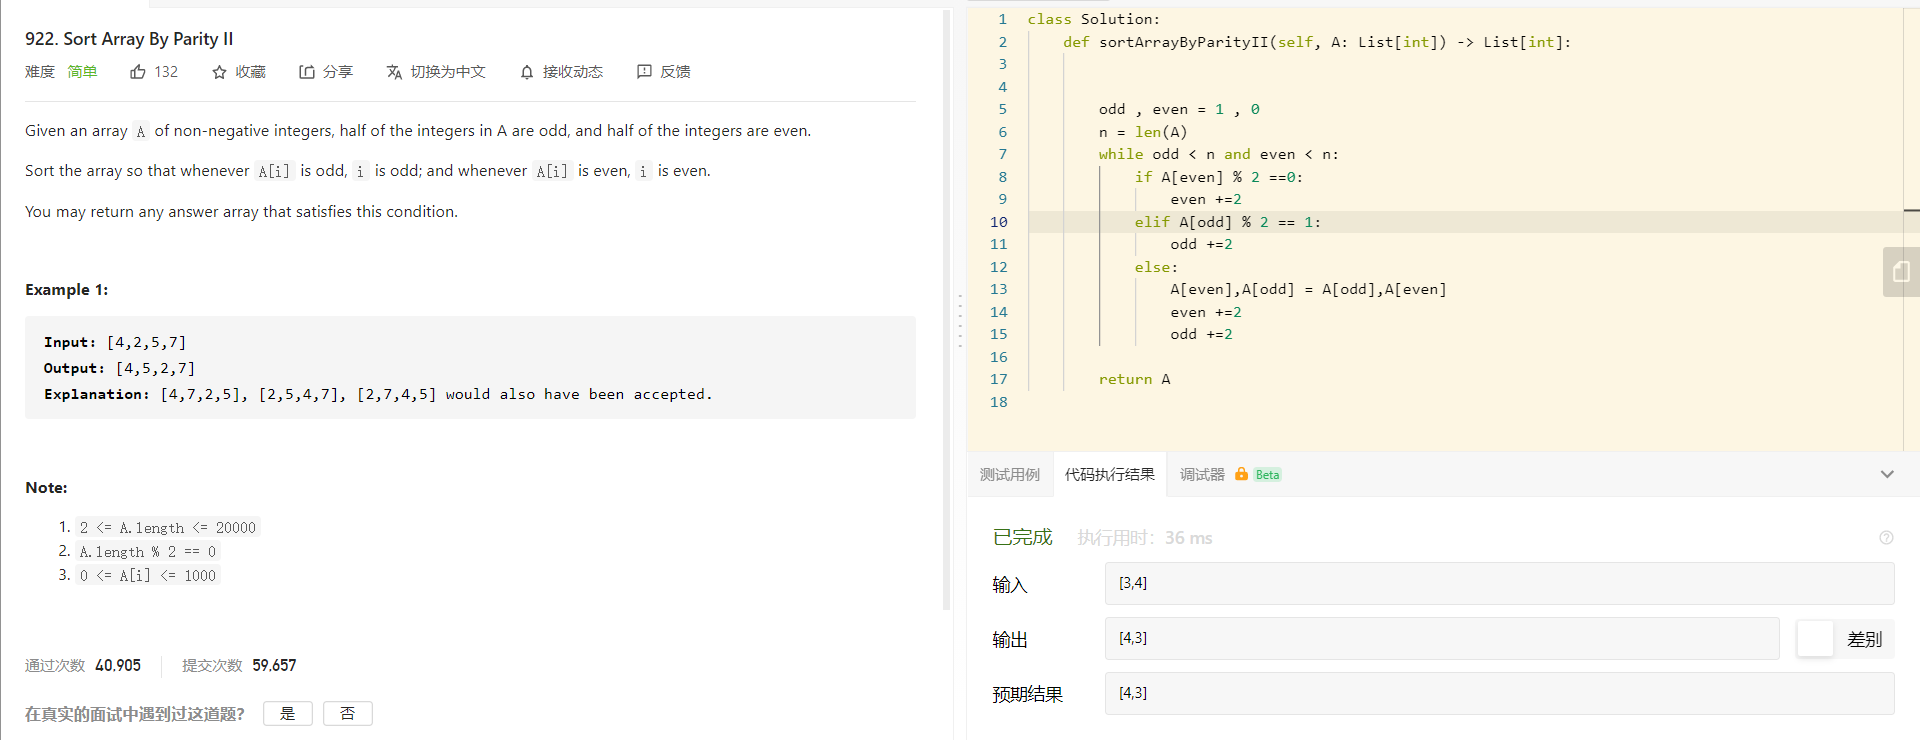 922. Sort Array By Parity II
难度 简单 132 收藏 分享 切换为中文 接收动态 反馈
Given an array A of non-negative integers, half of the integers in A are odd, and half of the integers are even.
Sort the array so that whenever A[i] is odd, i is odd; and whenever A[i] is even, i is even.
You may return any answer array that satisfies this condition.
Example 1:
Input: [4,2,5,7]
Output: [4,5,2,7]
Explanation: [4,7,2,5], [2,5,4,7], [2,7,4,5] would also have been accepted.
Note:
1. 2 <= A.length <= 20000
2. A.length % 2 == 0
3. 0 <= A[i] <= 1000
通过次数 40,905 提交次数 59,657
在真实的面试中遇到过这道题? 是 否
1 class Solution:
2 def sortArrayByParityII(self, A: List[int]) -> List[int]:
3
4
5 odd , even = 1 , 0
6 n = len(A)
7 while odd < n and even < n:
8 if A[even] % 2 ==0:
9 even +=2
10 elif A[odd] % 2 == 1:
11 odd +=2
12 else:
13 A[even],A[odd] = A[odd],A[even]
14 even +=2
15 odd +=2
16
17 return A
18
测试用例 代码执行结果 调试器 Beta
已完成 执行用时: 36 ms
输入 [3,4]
输出 [4,3] 差别
预期结果 [4,3]